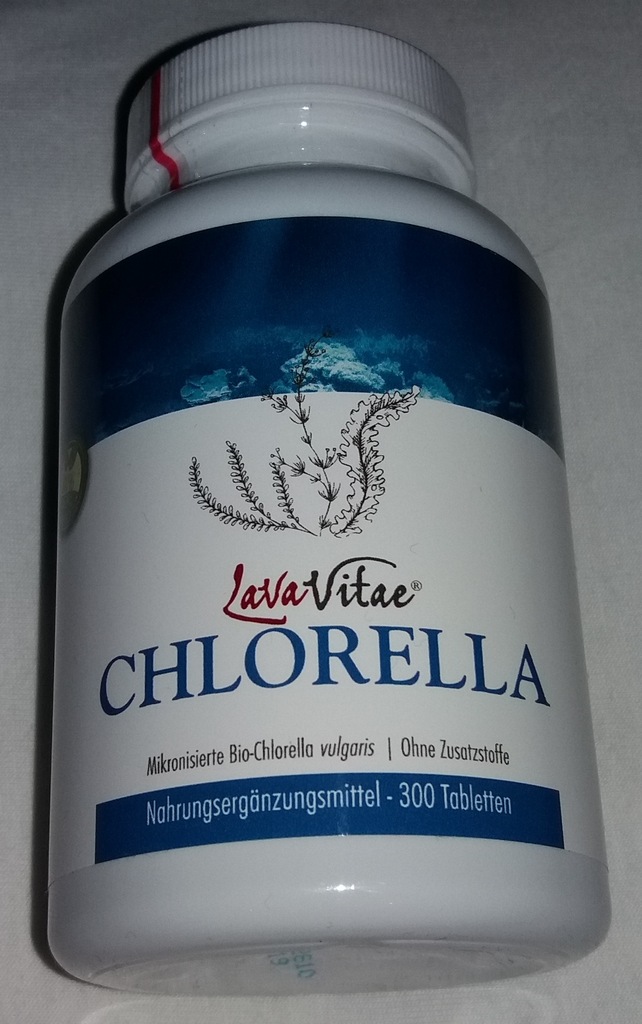 LavaVitae®
CHLORELLA
Mikronisierte Bio-Chlorella vulgaris | Ohne Zusatzstoffe
Nahrungsergänzungsmittel - 300 Tabletten